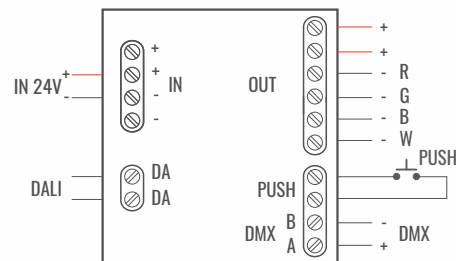 +
+
+
IN 24V
+
-
+
+
-
-
IN
OUT
+
+
- R
- G
- B
- W
DALI
DA
DA
PUSH
PUSH
DMX
B
A
-
+
DMX